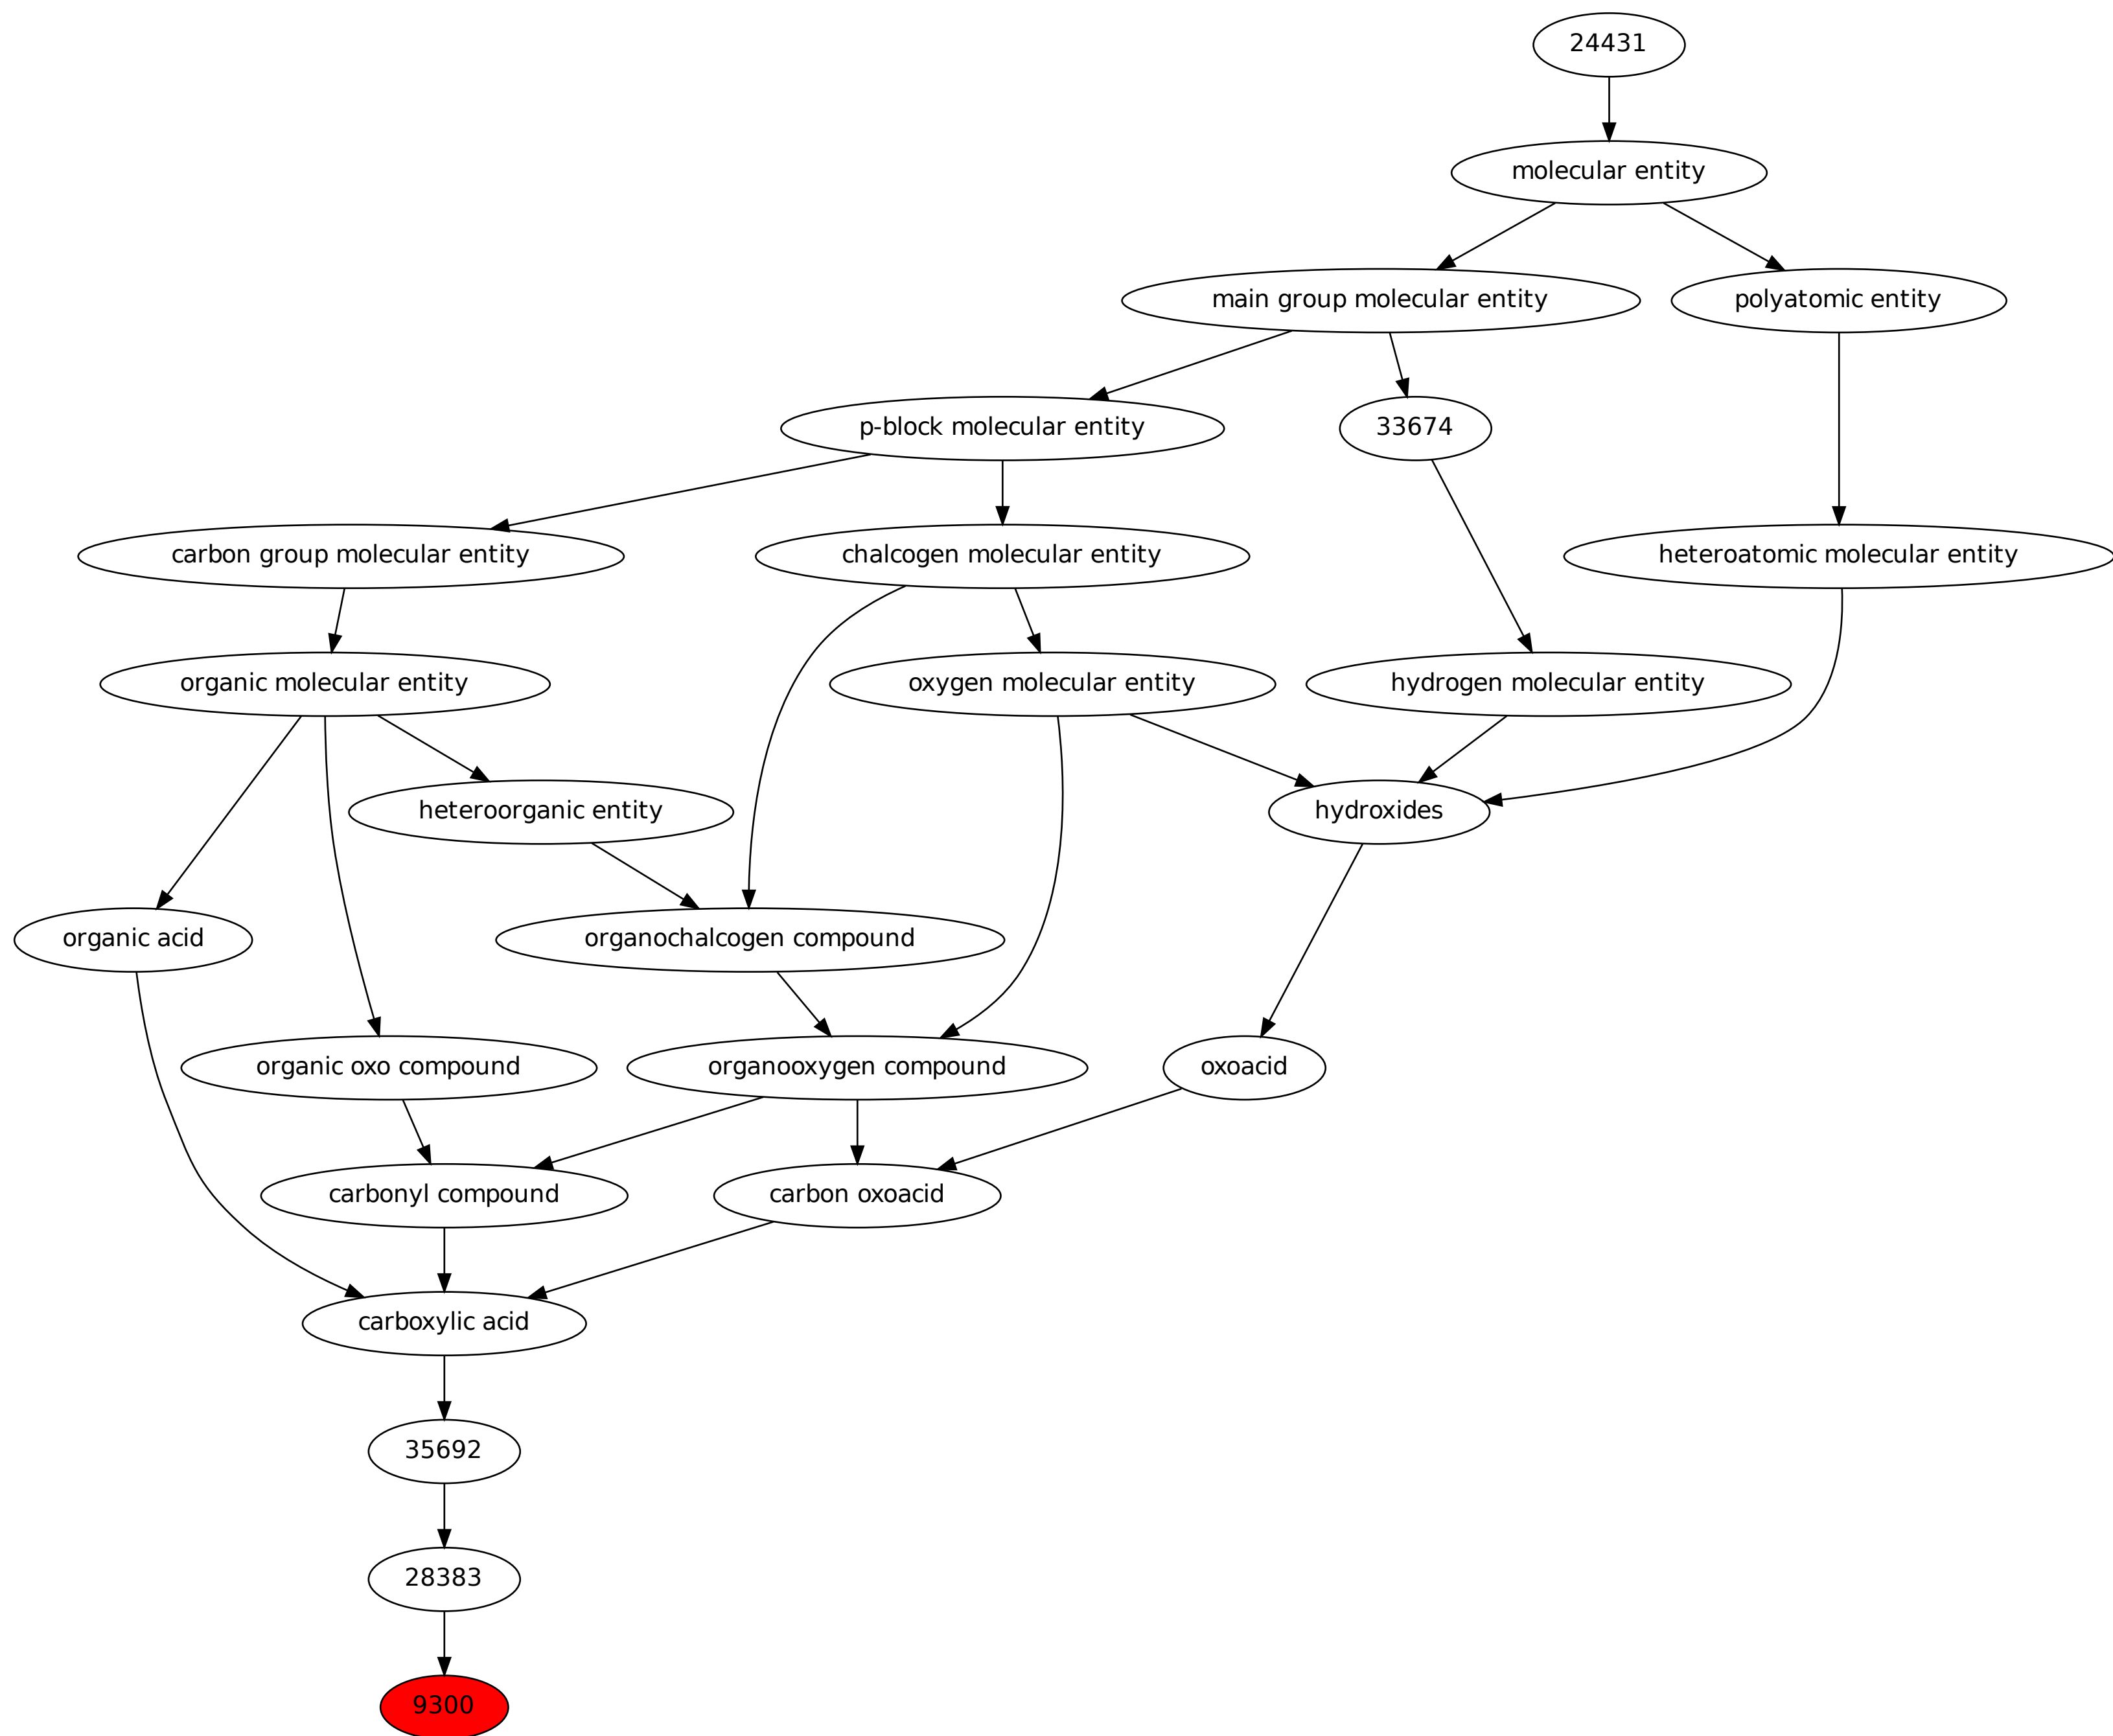 24431
molecular entity
main group molecular entity
polyatomic entity
p-block molecular entity
33674
carbon group molecular entity
chalcogen molecular entity
heteroatomic molecular entity
organic molecular entity
oxygen molecular entity
hydrogen molecular entity
heteroorganic entity
hydroxides
organic acid
organochalcogen compound
organic oxo compound
organooxygen compound
oxoacid
carbonyl compound
carbon oxoacid
carboxylic acid
35692
28383
9300